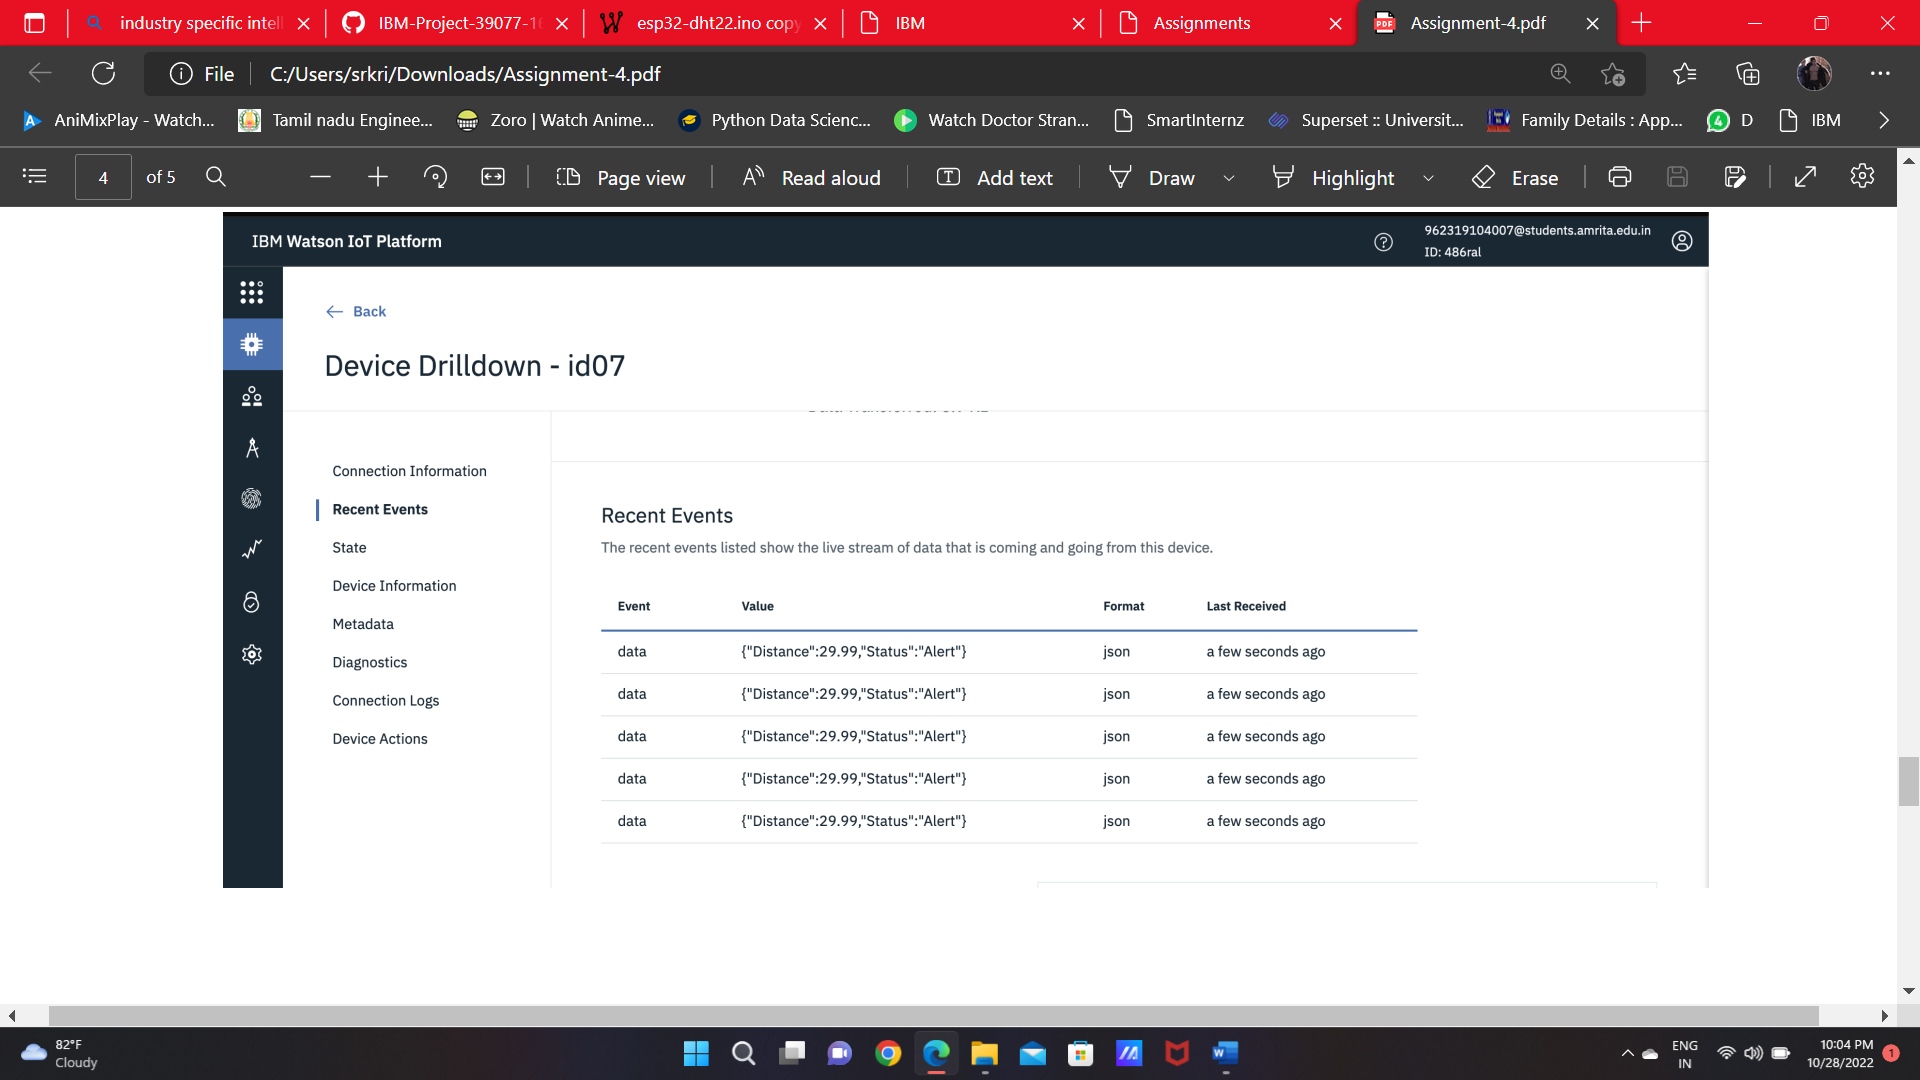 industry specific intel
IBM-Project-39077-16
esp32-dht22.ino copy
IBM
Assignments
PDF
Assignment-4.pdf
File
C:/Users/srkri/Downloads/Assignment-4.pdf
AniMixPlay - Watch...
Tamil nadu Enginee...
Zoro | Watch Anime...
Python Data Scienc...
Watch Doctor Stran...
SmartInternz
Superset :: Universit...
Family Details : App...
4
D
IBM
4
of 5
Page view
Read aloud
Add text
Draw
Highlight
Erase
IBM Watson IoT Platform
962319104007@students.amrita.edu.in
ID: 486ral
Back
Device Drilldown - id07
Connection Information
Recent Events
State
Device Information
Metadata
Diagnostics
Connection Logs
Device Actions
Recent Events
The recent events listed show the live stream of data that is coming and going from this device.
Event Value Format Last Received
data {"Distance":29.99,"Status":"Alert"} json a few seconds ago
data {"Distance":29.99,"Status":"Alert"} json a few seconds ago
data {"Distance":29.99,"Status":"Alert"} json a few seconds ago
data {"Distance":29.99,"Status":"Alert"} json a few seconds ago
data {"Distance":29.99,"Status":"Alert"} json a few seconds ago
82°F
Cloudy
ENG
IN
10:04 PM
10/28/2022
1